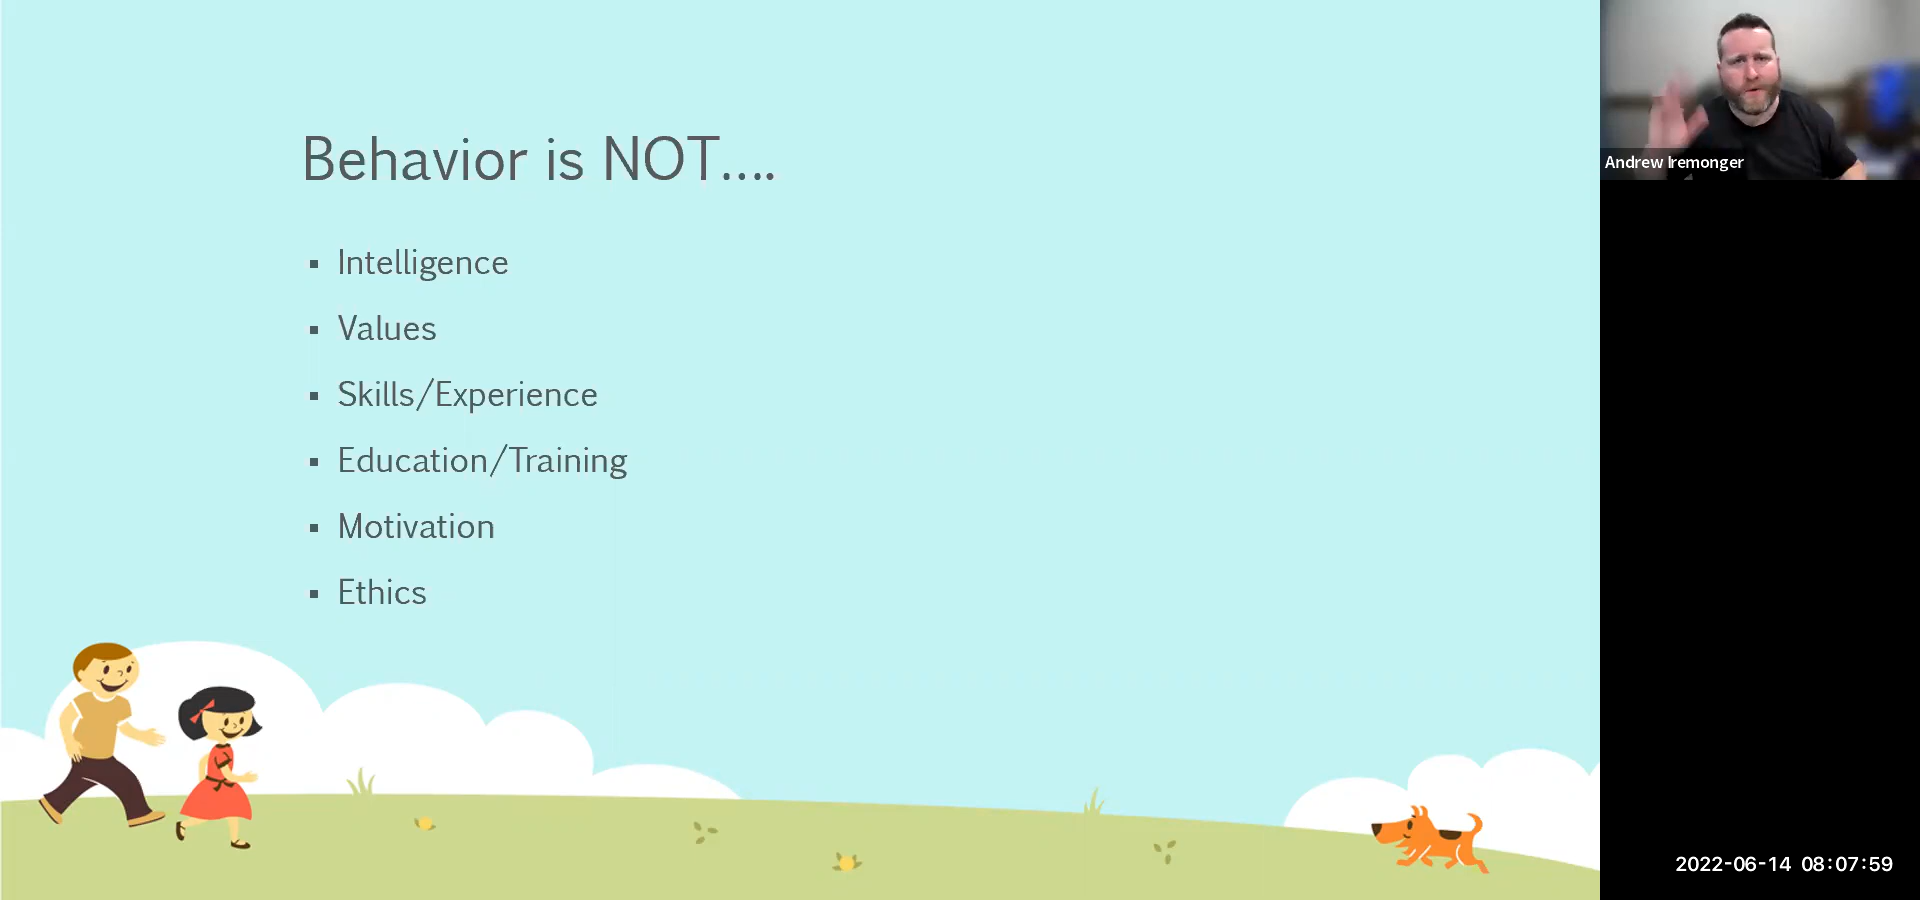 Behavior is NOT....
Intelligence
Values
Skills/Experience
Education/Training
Motivation
Ethics
Andrew Iremonger
2022-06-14 08:07:59